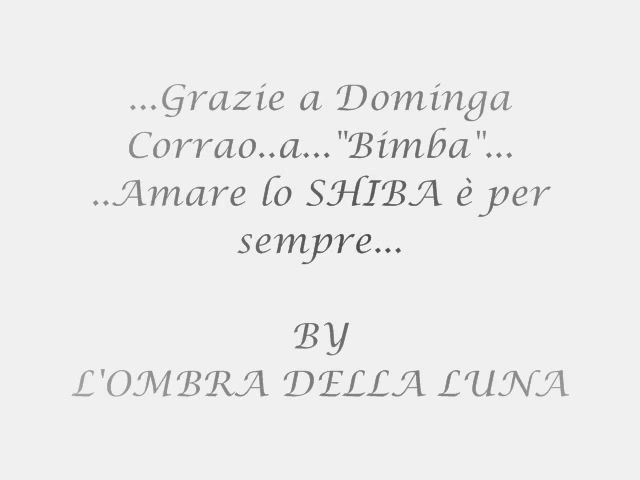 ...Grazie a Dominga
Corrao..a..."Bimba"...
..Amare lo SHIBA è per
sempre...
BY
L'OMBRA DELLA LUNA